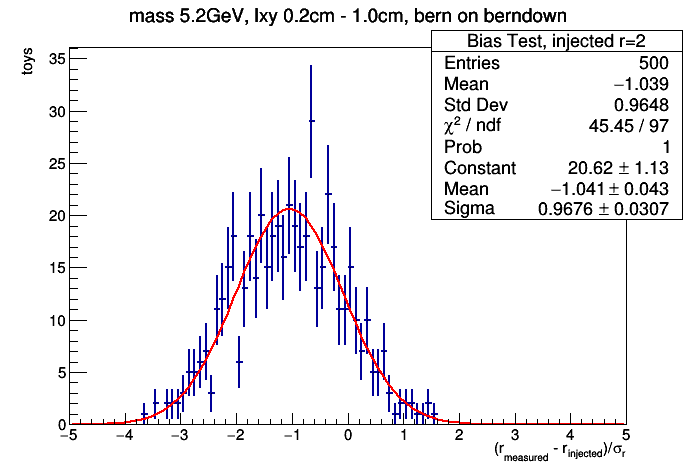 mass 5.2GeV, lxy 0.2cm - 1.0cm, bern on berndown
Bias Test, injected r=2
Entries 500
Mean −1.039
Std Dev 0.9648
χ² / ndf 45.45 / 97
Prob 1
Constant 20.62 ± 1.13
Mean −1.041 ± 0.043
Sigma 0.9676 ± 0.0307
toys
35
30
25
20
15
10
5
0
−5 −4 −3 −2 −1 0 1 2 3 4 5
(r_measured - r_injected)/σ_r